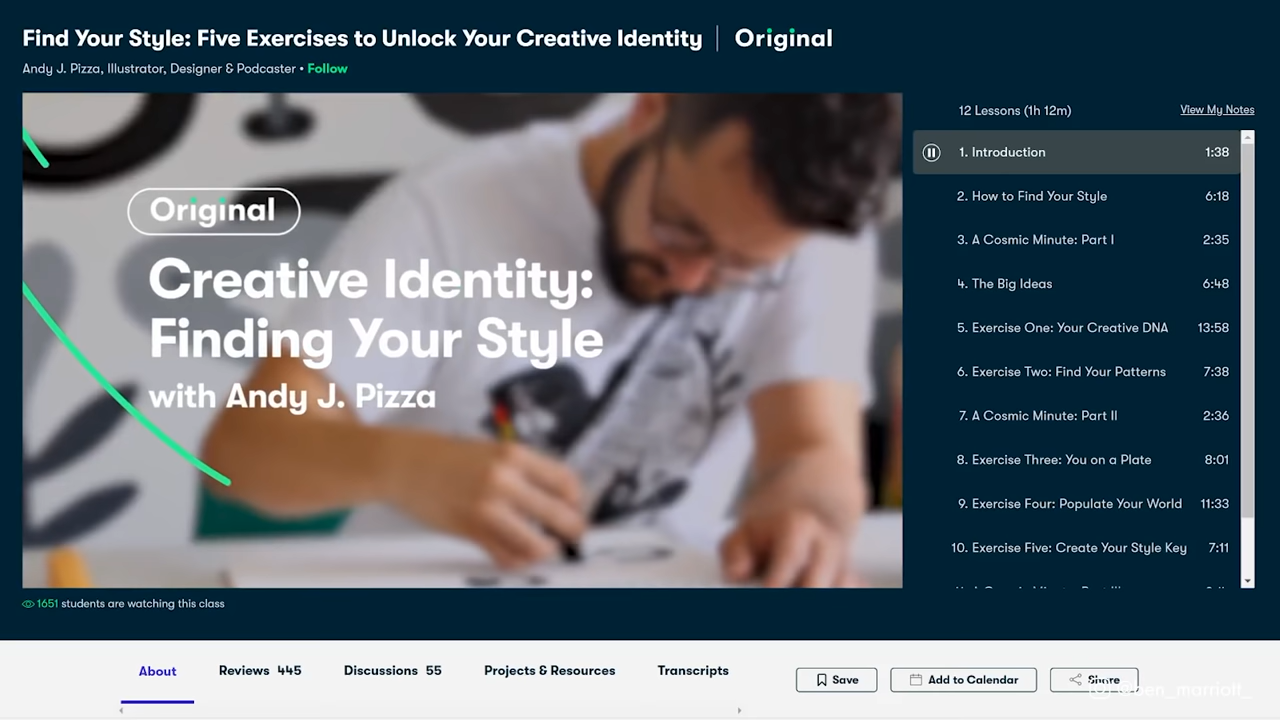 Find Your Style: Five Exercises to Unlock Your Creative Identity | Original
Andy J. Pizza, Illustrator, Designer & Podcaster • Follow
12 Lessons (1h 12m)
View My Notes
1. Introduction 1:38
2. How to Find Your Style 6:18
3. A Cosmic Minute: Part I 2:35
4. The Big Ideas 6:48
5. Exercise One: Your Creative DNA 13:58
6. Exercise Two: Find Your Patterns 7:38
7. A Cosmic Minute: Part II 2:36
8. Exercise Three: You on a Plate 8:01
9. Exercise Four: Populate Your World 11:33
10. Exercise Five: Create Your Style Key 7:11
Original
Creative Identity:
Finding Your Style
with Andy J. Pizza
1651 students are watching this class
About
Reviews 445
Discussions 55
Projects & Resources
Transcripts
Save
Add to Calendar
Share